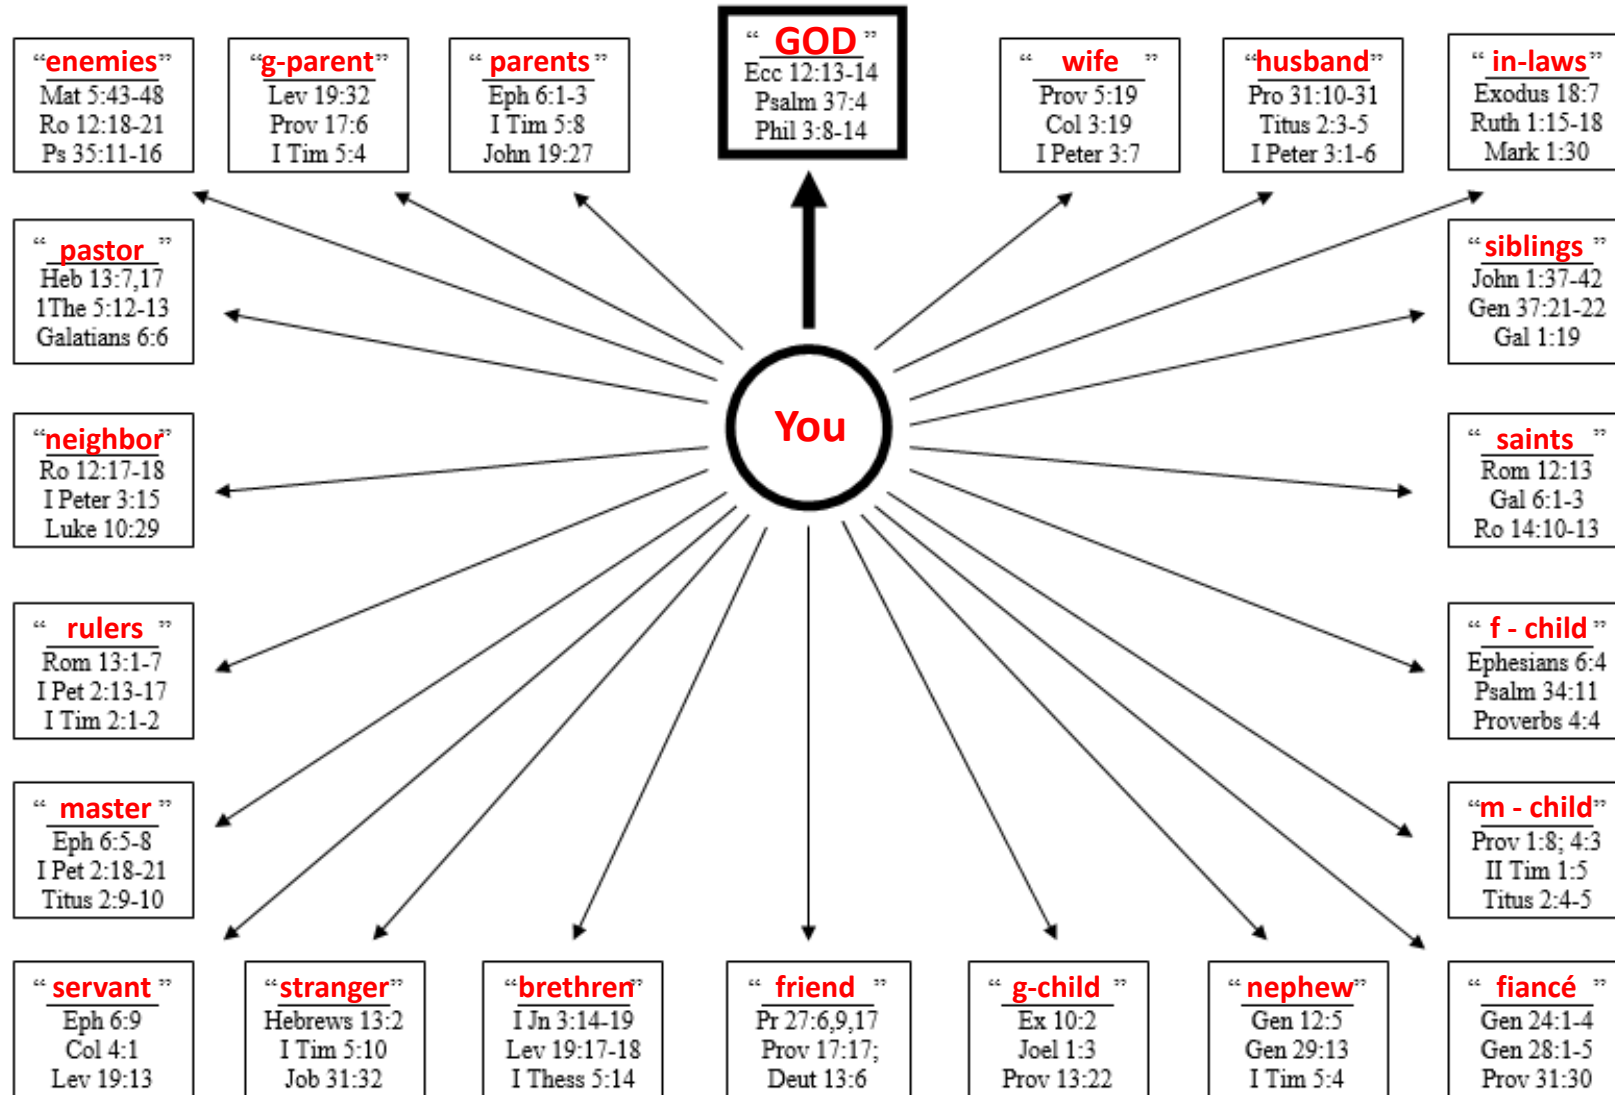 “enemies”
Mat 5:43-48
Ro 12:18-21
Ps 35:11-16
“g-parent”
Lev 19:32
Prov 17:6
I Tim 5:4
“ parents ”
Eph 6:1-3
I Tim 5:8
John 19:27
“ GOD ”
Ecc 12:13-14
Psalm 37:4
Phil 3:8-14
“ wife ”
Prov 5:19
Col 3:19
I Peter 3:7
“husband”
Pro 31:10-31
Titus 2:3-5
I Peter 3:1-6
“ in-laws ”
Exodus 18:7
Ruth 1:15-18
Mark 1:30
“ pastor ”
Heb 13:7,17
1The 5:12-13
Galatians 6:6
“siblings ”
John 1:37-42
Gen 37:21-22
Gal 1:19
You
“neighbor”
Ro 12:17-18
I Peter 3:15
Luke 10:29
“ saints ”
Rom 12:13
Gal 6:1-3
Ro 14:10-13
“ rulers ”
Rom 13:1-7
I Pet 2:13-17
I Tim 2:1-2
“ f - child ”
Ephesians 6:4
Psalm 34:11
Proverbs 4:4
“ master ”
Eph 6:5-8
I Pet 2:18-21
Titus 2:9-10
“m - child”
Prov 1:8; 4:3
II Tim 1:5
Titus 2:4-5
“ servant ”
Eph 6:9
Col 4:1
Lev 19:13
“stranger”
Hebrews 13:2
I Tim 5:10
Job 31:32
“brethren”
I Jn 3:14-19
Lev 19:17-18
I Thess 5:14
“ friend ”
Pr 27:6,9,17
Prov 17:17;
Deut 13:6
“ g-child ”
Ex 10:2
Joel 1:3
Prov 13:22
“ nephew”
Gen 12:5
Gen 29:13
I Tim 5:4
“ fiancé ”
Gen 24:1-4
Gen 28:1-5
Prov 31:30